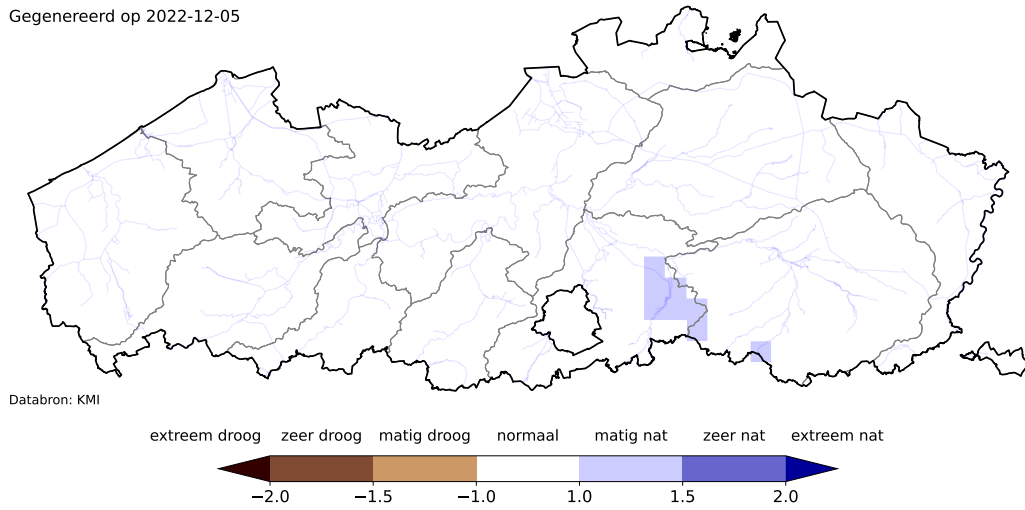 Gegenereerd op 2022-12-05
Databron: KMI
extreem droog zeer droog matig droog normaal matig nat zeer nat extreem nat
−2.0 −1.5 −1.0 1.0 1.5 2.0